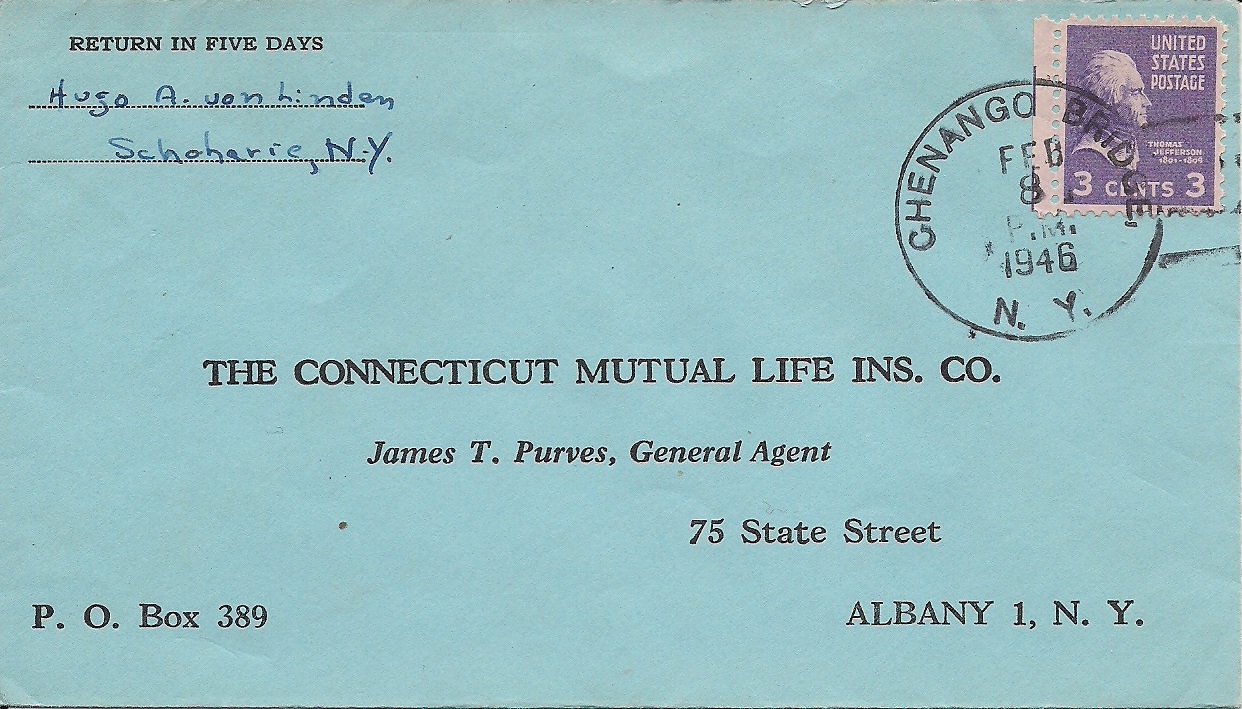 RETURN IN FIVE DAYS
Hugo A. von Linden
Schoharie, N.Y.
UNITED
STATES
POSTAGE
THOMAS
JEFFERSON
1801-1809
3 CENTS 3
CHENANGO BRIDGE,
FEB
8
P.M.
1946
N. Y.
THE CONNECTICUT MUTUAL LIFE INS. CO.
James T. Purves, General Agent
75 State Street
P. O. Box 389
ALBANY 1, N. Y.